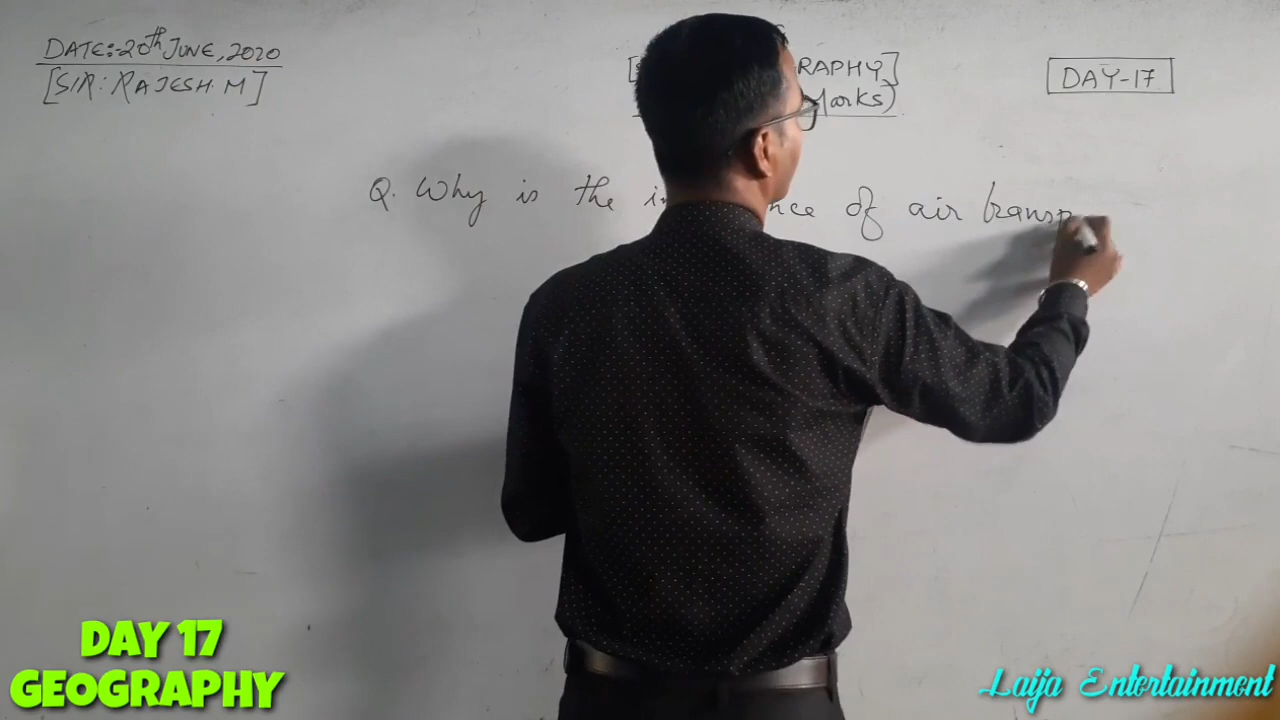 DATE:-20th JUNE, 2020
[SIR: RAJESH. M]
RAPHY]
Marks)
DAY-17
Q. Why is the nce of air transp
DAY 17
GEOGRAPHY
Laija Entertainment